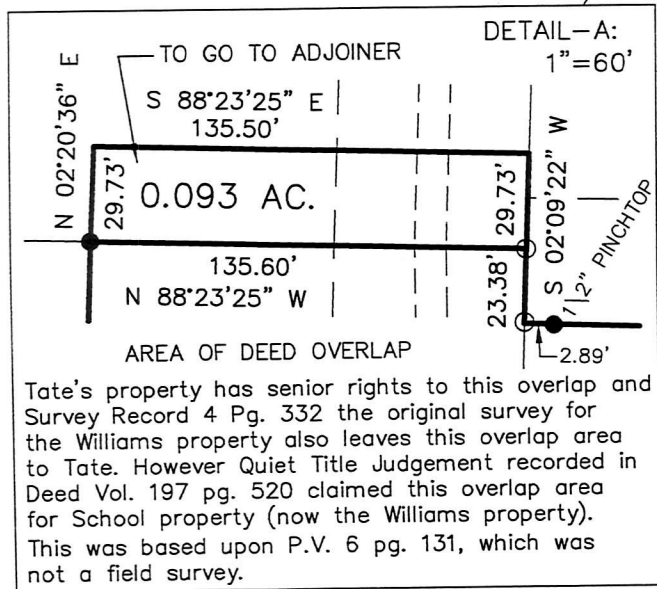 DETAIL-A:
1"=60'
TO GO TO ADJOINER
N 02°20'36" E
S 88°23'25" E
135.50'
29.73'
0.093 AC.
29.73'
S 02°09'22" W
135.60'
N 88°23'25" W
23.38'
1/2" PINCHTOP
2.89'
AREA OF DEED OVERLAP
Tate's property has senior rights to this overlap and
Survey Record 4 Pg. 332 the original survey for
the Williams property also leaves this overlap area
to Tate. However Quiet Title Judgement recorded in
Deed Vol. 197 pg. 520 claimed this overlap area
for School property (now the Williams property).
This was based upon P.V. 6 pg. 131, which was
not a field survey.